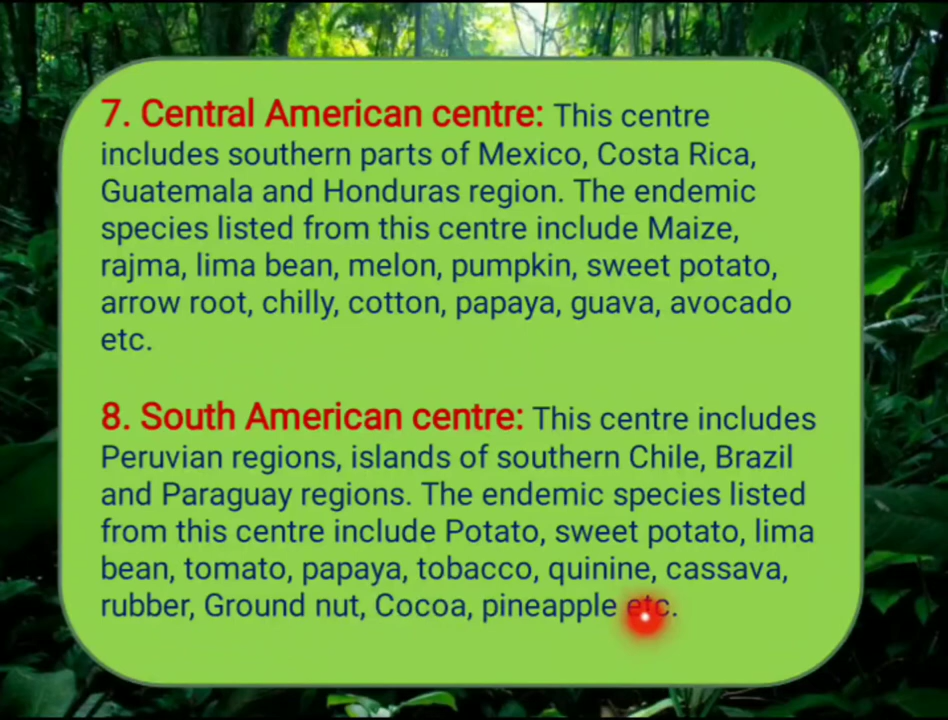 7. Central American centre: This centre
includes southern parts of Mexico, Costa Rica,
Guatemala and Honduras region. The endemic
species listed from this centre include Maize,
rajma, lima bean, melon, pumpkin, sweet potato,
arrow root, chilly, cotton, papaya, guava, avocado
etc.
8. South American centre: This centre includes
Peruvian regions, islands of southern Chile, Brazil
and Paraguay regions. The endemic species listed
from this centre include Potato, sweet potato, lima
bean, tomato, papaya, tobacco, quinine, cassava,
rubber, Ground nut, Cocoa, pineapple etc.